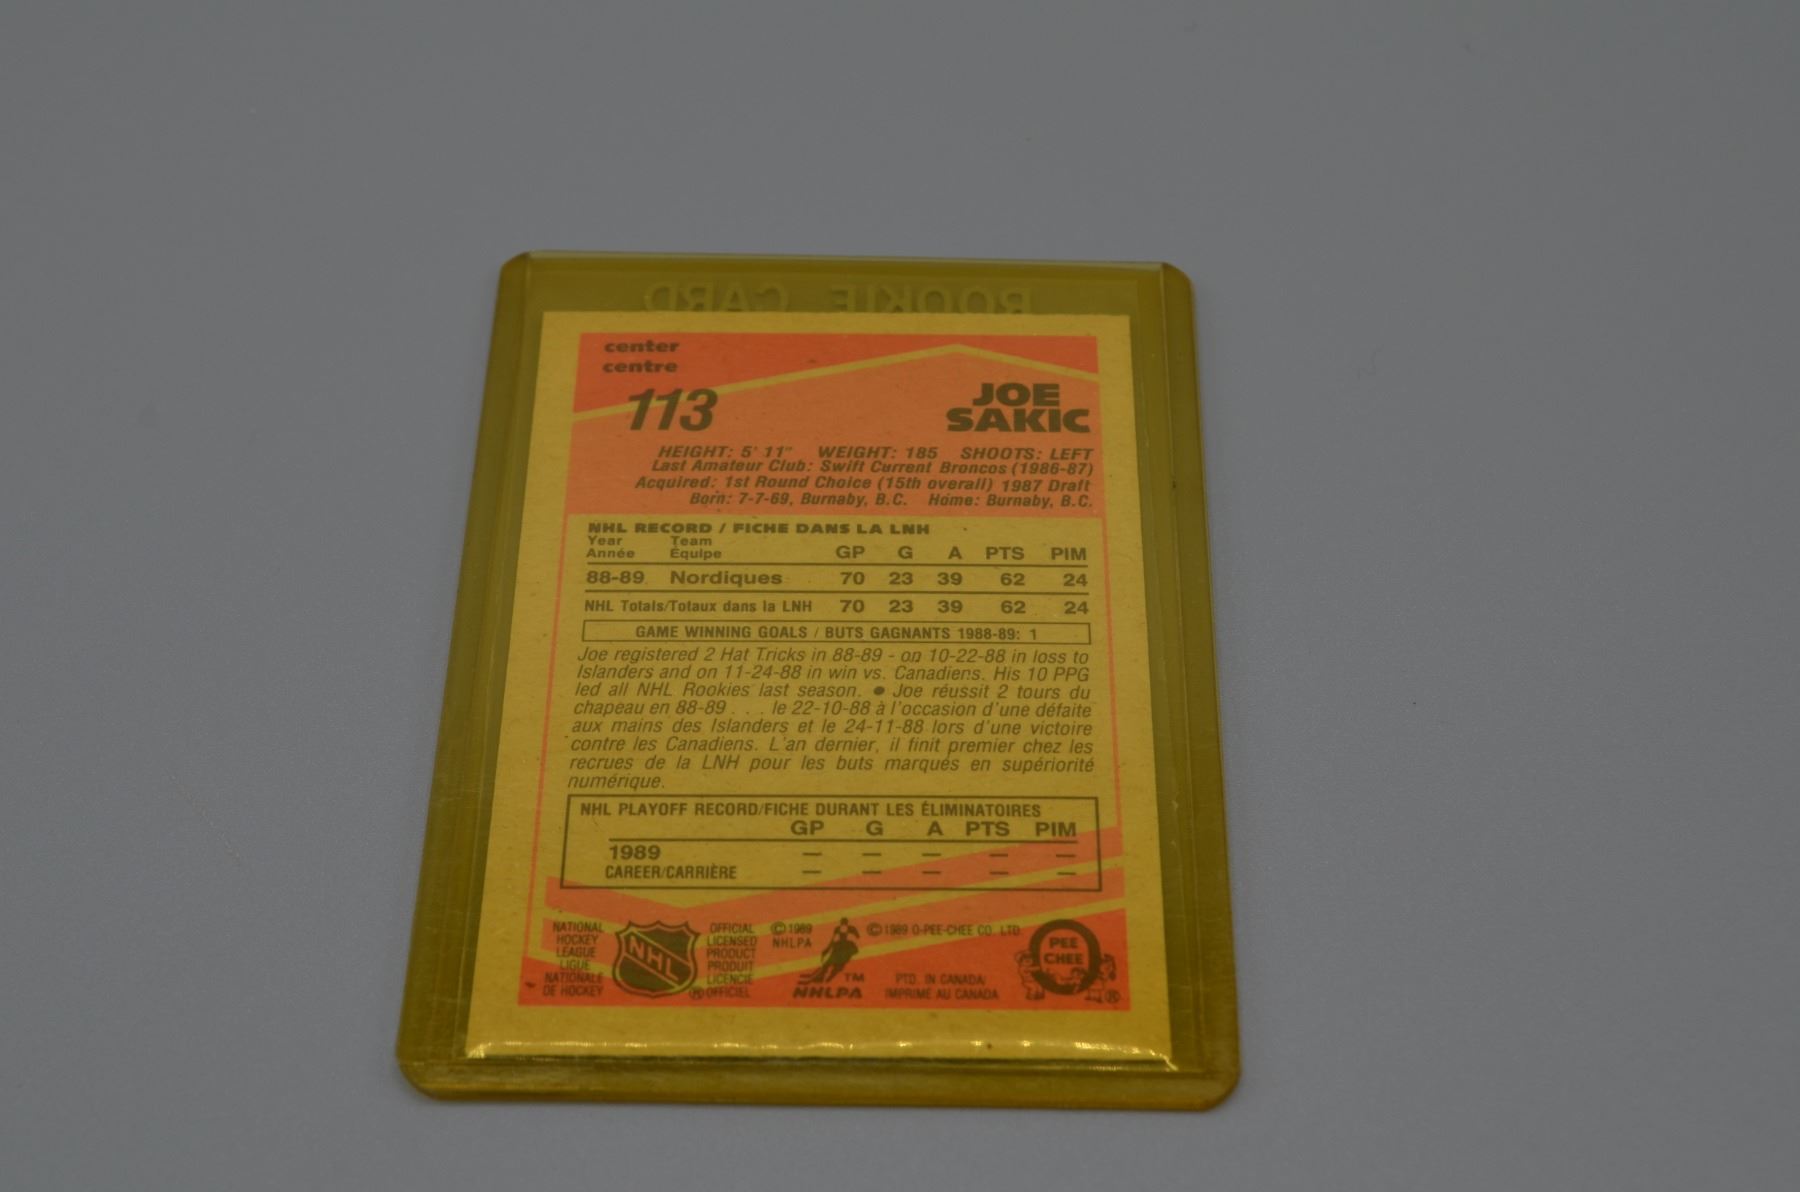 ROOKIE CARD
center
centre
113
JOE
SAKIC
HEIGHT: 5' 11" WEIGHT: 185 SHOOTS: LEFT
Last Amateur Club: Swift Current Broncos (1986-87)
Acquired: 1st Round Choice (15th overall) 1987 Draft
Born: 7-7-69, Burnaby, B.C. Home: Burnaby, B.C.
NHL RECORD / FICHE DANS LA LNH
Year Team
Année Équipe GP G A PTS PIM
88-89 Nordiques 70 23 39 62 24
NHL Totals/Totaux dans la LNH 70 23 39 62 24
GAME WINNING GOALS / BUTS GAGNANTS 1988-89: 1
Joe registered 2 Hat Tricks in 88-89 - on 10-22-88 in loss to
Islanders and on 11-24-88 in win vs. Canadiens. His 10 PPG
led all NHL Rookies last season. ● Joe réussit 2 tours du
chapeau en 88-89 . . . le 22-10-88 à l'occasion d'une défaite
aux mains des Islanders et le 24-11-88 lors d'une victoire
contre les Canadiens. L'an dernier, il finit premier chez les
recrues de la LNH pour les buts marqués en supériorité
numérique.
NHL PLAYOFF RECORD/FICHE DURANT LES ÉLIMINATOIRES
GP G A PTS PIM
1989 — — — — —
CAREER/CARRIÈRE — — — — —
NATIONAL
HOCKEY
LEAGUE
LIGUE
NATIONALE
DE HOCKEY
NHL
OFFICIAL
LICENSED
PRODUCT
PRODUIT
LICENCIÉ
® OFFICIEL
© 1989
NHLPA
TM
NHLPA
© 1989 O-PEE-CHEE CO. LTD.
PTD. IN CANADA/
IMPRIMÉ AU CANADA
PEE
CHEE
®